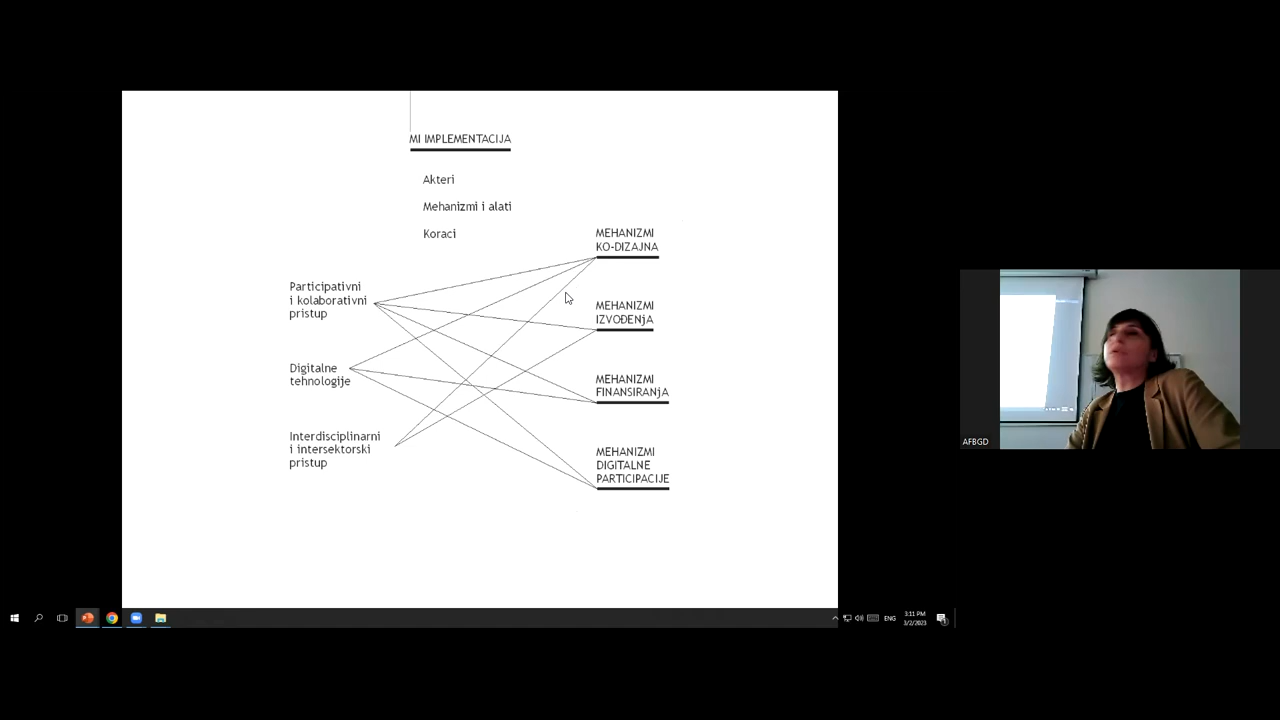 MI IMPLEMENTACIJA
Akteri
Mehanizmi i alati
Koraci
Participativni
i kolaborativni
pristup
Digitalne
tehnologije
Interdisciplinarni
i intersektorski
pristup
MEHANIZMI
KO-DIZAJNA
MEHANIZMI
IZVOĐENjA
MEHANIZMI
FINANSIRANjA
MEHANIZMI
DIGITALNE
PARTICIPACIJE
AFBGD
ENG
3:11 PM
3/2/2023